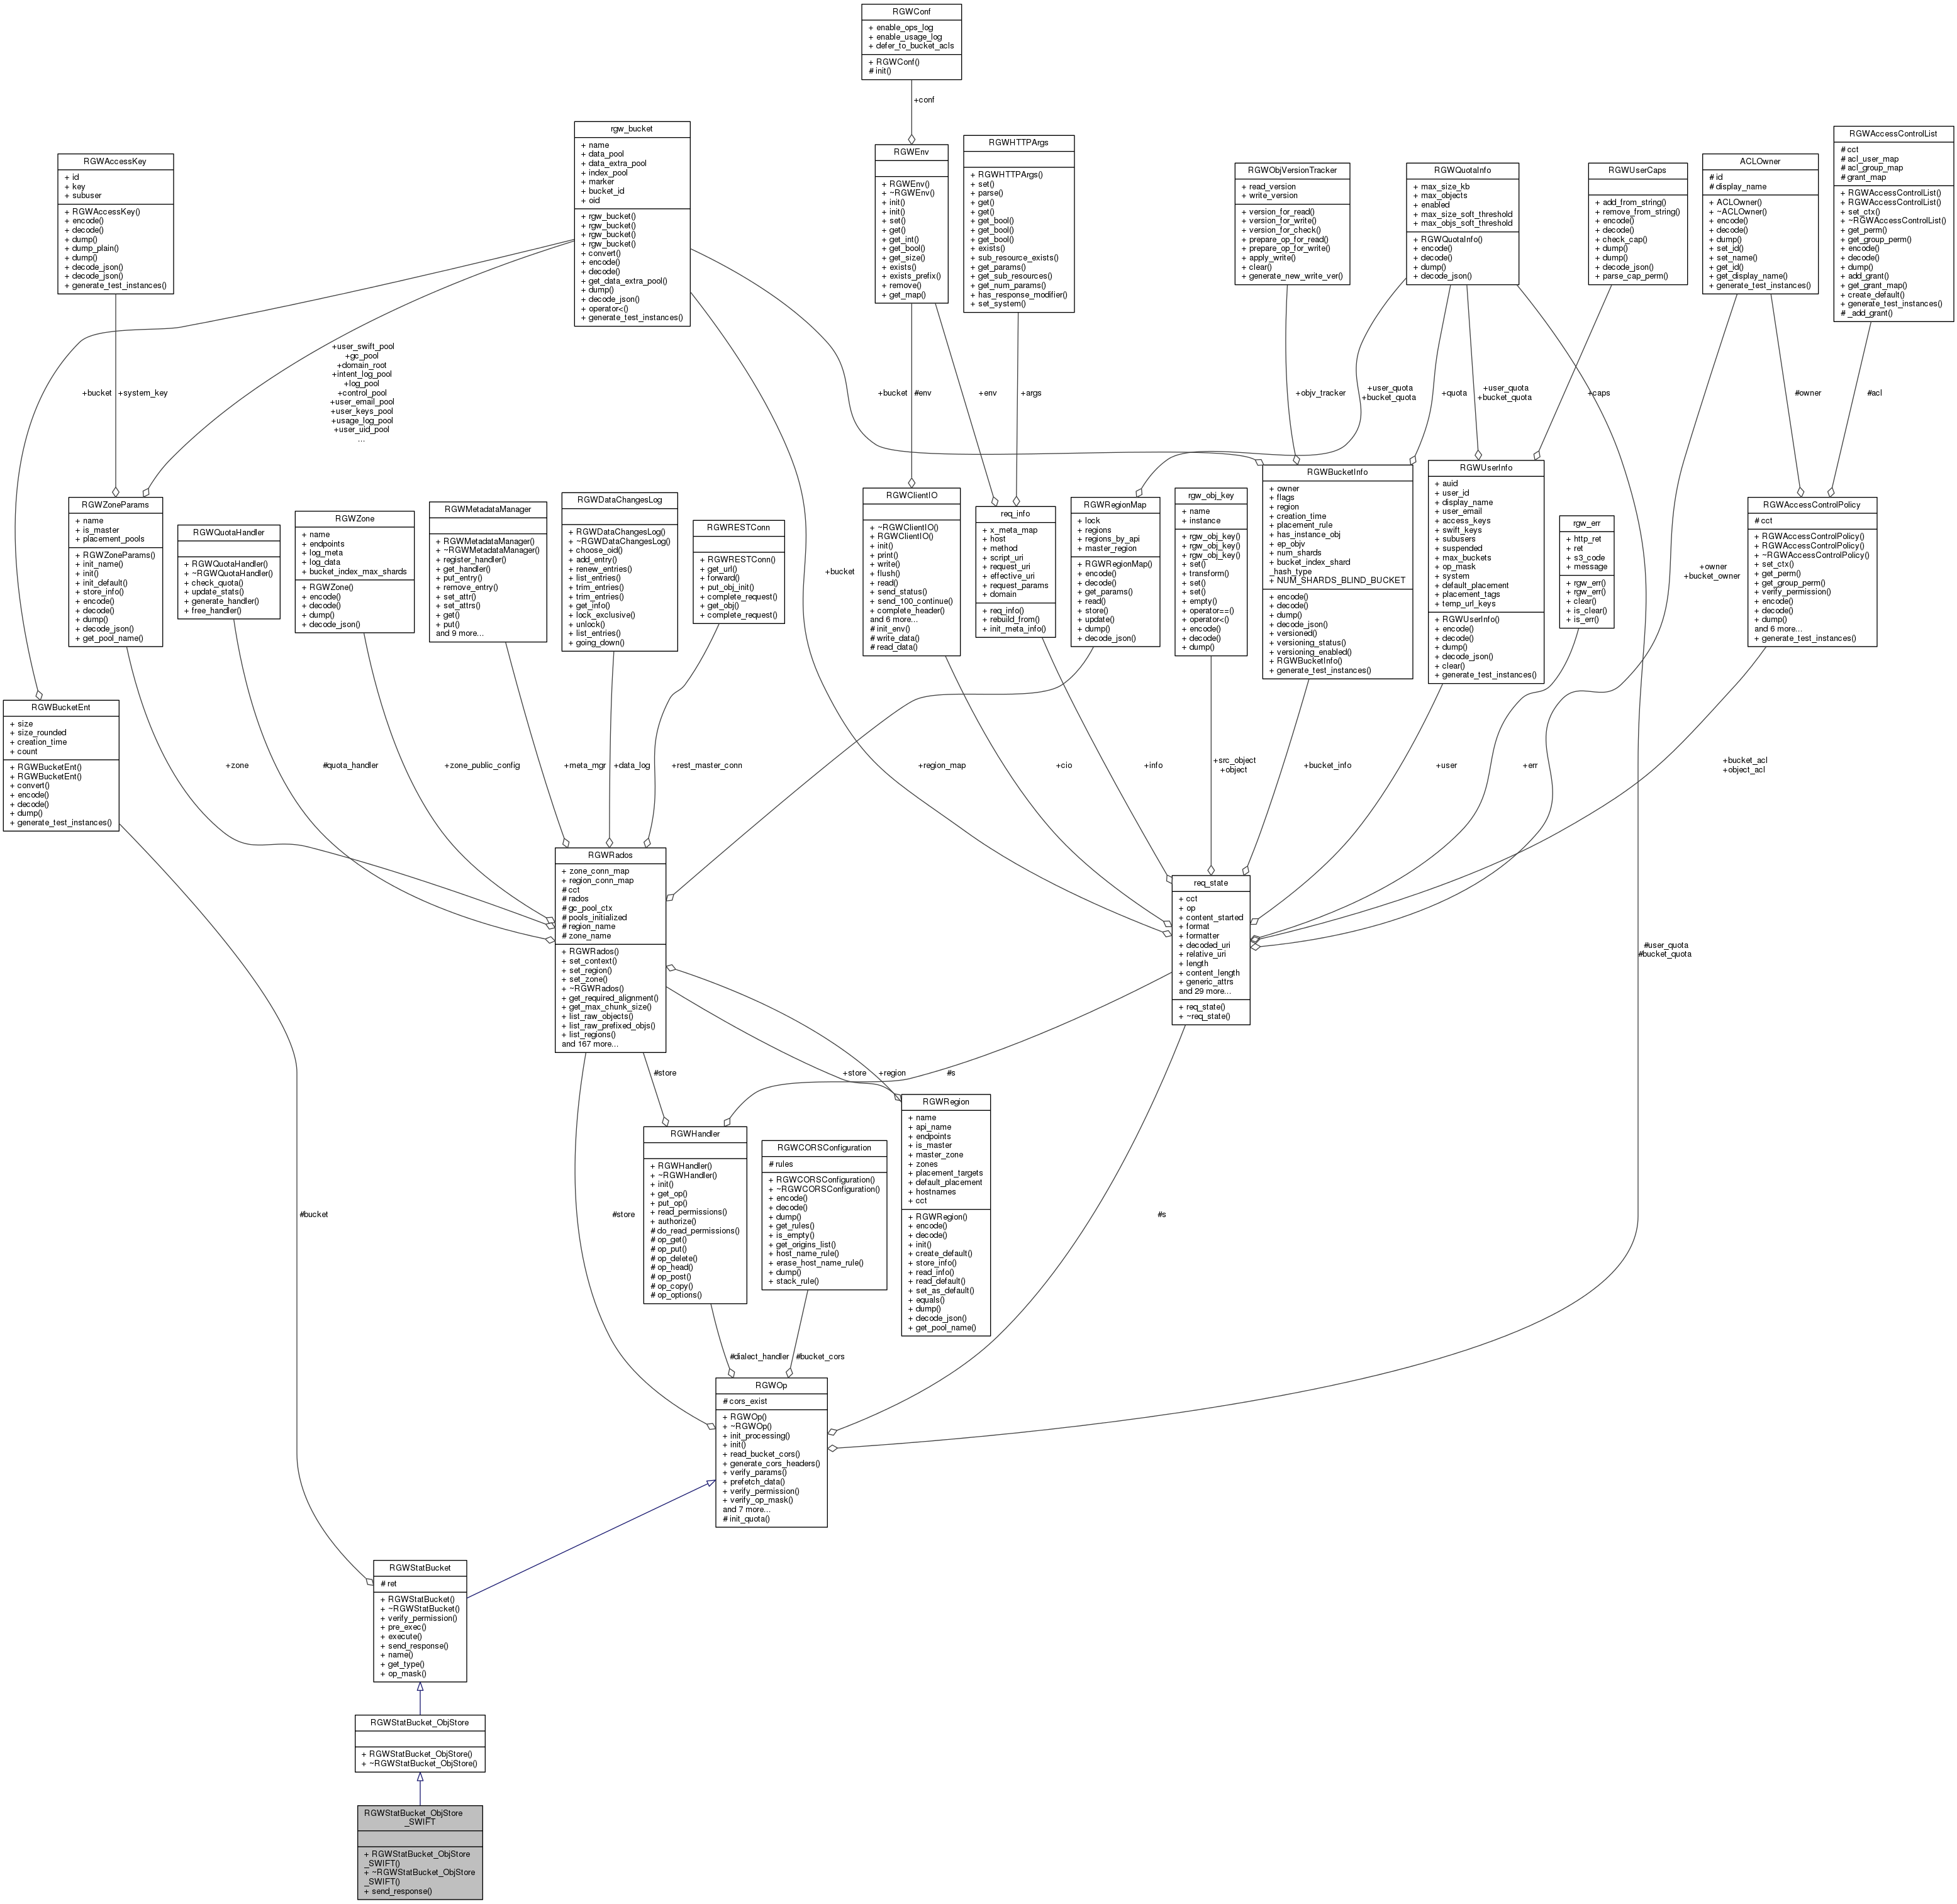 RGWConf
+ enable_ops_log
+ enable_usage_log
+ defer_to_bucket_acls
+ RGWConf()
# init()
+conf
RGWAccessKey
+ id
+ key
+ subuser
+ RGWAccessKey()
+ encode()
+ decode()
+ dump()
+ dump_plain()
+ dump()
+ decode_json()
+ decode_json()
+ generate_test_instances()
rgw_bucket
+ name
+ data_pool
+ data_extra_pool
+ index_pool
+ marker
+ bucket_id
+ oid
+ rgw_bucket()
+ rgw_bucket()
+ rgw_bucket()
+ rgw_bucket()
+ convert()
+ encode()
+ decode()
+ get_data_extra_pool()
+ dump()
+ decode_json()
+ operator<()
+ generate_test_instances()
RGWEnv
+ RGWEnv()
+ ~RGWEnv()
+ init()
+ init()
+ set()
+ get()
+ get_int()
+ get_bool()
+ get_size()
+ exists()
+ exists_prefix()
+ remove()
+ get_map()
RGWHTTPArgs
+ RGWHTTPArgs()
+ set()
+ parse()
+ get()
+ get()
+ get_bool()
+ get_bool()
+ get_bool()
+ exists()
+ sub_resource_exists()
+ get_params()
+ get_sub_resources()
+ get_num_params()
+ has_response_modifier()
+ set_system()
RGWObjVersionTracker
+ read_version
+ write_version
+ version_for_read()
+ version_for_write()
+ version_for_check()
+ prepare_op_for_read()
+ prepare_op_for_write()
+ apply_write()
+ clear()
+ generate_new_write_ver()
RGWQuotaInfo
+ max_size_kb
+ max_objects
+ enabled
+ max_size_soft_threshold
+ max_objs_soft_threshold
+ RGWQuotaInfo()
+ encode()
+ decode()
+ dump()
+ decode_json()
RGWUserCaps
+ add_from_string()
+ remove_from_string()
+ encode()
+ decode()
+ check_cap()
+ dump()
+ dump()
+ decode_json()
+ parse_cap_perm()
ACLOwner
# id
# display_name
+ ACLOwner()
+ ~ACLOwner()
+ encode()
+ decode()
+ dump()
+ set_id()
+ set_name()
+ get_id()
+ get_display_name()
+ generate_test_instances()
RGWAccessControlList
# cct
# acl_user_map
# acl_group_map
# grant_map
+ RGWAccessControlList()
+ RGWAccessControlList()
+ set_ctx()
+ ~RGWAccessControlList()
+ get_perm()
+ get_group_perm()
+ encode()
+ decode()
+ dump()
+ add_grant()
+ get_grant_map()
+ create_default()
+ generate_test_instances()
# _add_grant()
+bucket
+system_key
+user_swift_pool
+gc_pool
+domain_root
+intent_log_pool
+log_pool
+control_pool
+user_email_pool
+user_keys_pool
+usage_log_pool
+user_uid_pool
...
+bucket
#env
+env
+args
+objv_tracker
+user_quota
+bucket_quota
+quota
+user_quota
+bucket_quota
+caps
#owner
#acl
RGWZoneParams
+ name
+ is_master
+ placement_pools
+ RGWZoneParams()
+ init_name()
+ init()
+ init_default()
+ store_info()
+ encode()
+ decode()
+ dump()
+ decode_json()
+ get_pool_name()
RGWQuotaHandler
+ RGWQuotaHandler()
+ ~RGWQuotaHandler()
+ check_quota()
+ update_stats()
+ generate_handler()
+ free_handler()
RGWZone
+ name
+ endpoints
+ log_meta
+ log_data
+ bucket_index_max_shards
+ RGWZone()
+ encode()
+ decode()
+ dump()
+ decode_json()
RGWMetadataManager
+ RGWMetadataManager()
+ ~RGWMetadataManager()
+ register_handler()
+ get_handler()
+ put_entry()
+ remove_entry()
+ set_attr()
+ set_attrs()
+ get()
+ put()
and 9 more...
RGWDataChangesLog
+ RGWDataChangesLog()
+ ~RGWDataChangesLog()
+ choose_oid()
+ add_entry()
+ renew_entries()
+ list_entries()
+ trim_entries()
+ trim_entries()
+ get_info()
+ lock_exclusive()
+ unlock()
+ list_entries()
+ going_down()
RGWRESTConn
+ RGWRESTConn()
+ get_url()
+ forward()
+ put_obj_init()
+ complete_request()
+ get_obj()
+ complete_request()
+bucket
RGWClientIO
+ ~RGWClientIO()
+ RGWClientIO()
+ init()
+ print()
+ write()
+ flush()
+ read()
+ send_status()
+ send_100_continue()
+ complete_header()
and 6 more...
# init_env()
# write_data()
# read_data()
req_info
+ x_meta_map
+ host
+ method
+ script_uri
+ request_uri
+ effective_uri
+ request_params
+ domain
+ req_info()
+ rebuild_from()
+ init_meta_info()
RGWRegionMap
+ lock
+ regions
+ regions_by_api
+ master_region
+ RGWRegionMap()
+ encode()
+ decode()
+ get_params()
+ read()
+ store()
+ update()
+ dump()
+ decode_json()
rgw_obj_key
+ name
+ instance
+ rgw_obj_key()
+ rgw_obj_key()
+ rgw_obj_key()
+ set()
+ transform()
+ set()
+ set()
+ empty()
+ operator==()
+ operator<()
+ encode()
+ decode()
+ dump()
RGWBucketInfo
+ owner
+ flags
+ region
+ creation_time
+ placement_rule
+ has_instance_obj
+ ep_objv
+ num_shards
+ bucket_index_shard
_hash_type
+ NUM_SHARDS_BLIND_BUCKET
+ encode()
+ decode()
+ dump()
+ decode_json()
+ versioned()
+ versioning_status()
+ versioning_enabled()
+ RGWBucketInfo()
+ generate_test_instances()
RGWUserInfo
+ auid
+ user_id
+ display_name
+ user_email
+ access_keys
+ swift_keys
+ subusers
+ suspended
+ max_buckets
+ op_mask
+ system
+ default_placement
+ placement_tags
+ temp_url_keys
+ RGWUserInfo()
+ encode()
+ decode()
+ dump()
+ decode_json()
+ clear()
+ generate_test_instances()
rgw_err
+ http_ret
+ ret
+ s3_code
+ message
+ rgw_err()
+ rgw_err()
+ clear()
+ is_clear()
+ is_err()
+owner
+bucket_owner
RGWAccessControlPolicy
# cct
+ RGWAccessControlPolicy()
+ RGWAccessControlPolicy()
+ ~RGWAccessControlPolicy()
+ set_ctx()
+ get_perm()
+ get_group_perm()
+ verify_permission()
+ encode()
+ decode()
+ dump()
and 6 more...
+ generate_test_instances()
RGWBucketEnt
+ size
+ size_rounded
+ creation_time
+ count
+ RGWBucketEnt()
+ RGWBucketEnt()
+ convert()
+ encode()
+ decode()
+ dump()
+ generate_test_instances()
+zone
#quota_handler
+zone_public_config
+meta_mgr
+data_log
+rest_master_conn
+region_map
+cio
+info
+src_object
+object
+bucket_info
+user
+err
+bucket_acl
+object_acl
RGWRados
+ zone_conn_map
+ region_conn_map
# cct
# rados
# gc_pool_ctx
# pools_initialized
# region_name
# zone_name
+ RGWRados()
+ set_context()
+ set_region()
+ set_zone()
+ ~RGWRados()
+ get_required_alignment()
+ get_max_chunk_size()
+ list_raw_objects()
+ list_raw_prefixed_objs()
+ list_regions()
and 167 more...
req_state
+ cct
+ op
+ content_started
+ format
+ formatter
+ decoded_uri
+ relative_uri
+ length
+ content_length
+ generic_attrs
and 29 more...
+ req_state()
+ ~req_state()
#user_quota
#bucket_quota
#store
+store
+region
#s
RGWHandler
+ RGWHandler()
+ ~RGWHandler()
+ init()
+ get_op()
+ put_op()
+ read_permissions()
+ authorize()
# do_read_permissions()
# op_get()
# op_put()
# op_delete()
# op_head()
# op_post()
# op_copy()
# op_options()
RGWCORSConfiguration
# rules
+ RGWCORSConfiguration()
+ ~RGWCORSConfiguration()
+ encode()
+ decode()
+ dump()
+ get_rules()
+ is_empty()
+ get_origins_list()
+ host_name_rule()
+ erase_host_name_rule()
+ dump()
+ stack_rule()
RGWRegion
+ name
+ api_name
+ endpoints
+ is_master
+ master_zone
+ zones
+ placement_targets
+ default_placement
+ hostnames
+ cct
+ RGWRegion()
+ encode()
+ decode()
+ init()
+ create_default()
+ store_info()
+ read_info()
+ read_default()
+ set_as_default()
+ equals()
+ dump()
+ decode_json()
+ get_pool_name()
#bucket
#store
#s
#dialect_handler
#bucket_cors
RGWOp
# cors_exist
+ RGWOp()
+ ~RGWOp()
+ init_processing()
+ init()
+ read_bucket_cors()
+ generate_cors_headers()
+ verify_params()
+ prefetch_data()
+ verify_permission()
+ verify_op_mask()
and 7 more...
# init_quota()
RGWStatBucket
# ret
+ RGWStatBucket()
+ ~RGWStatBucket()
+ verify_permission()
+ pre_exec()
+ execute()
+ send_response()
+ name()
+ get_type()
+ op_mask()
RGWStatBucket_ObjStore
+ RGWStatBucket_ObjStore()
+ ~RGWStatBucket_ObjStore()
RGWStatBucket_ObjStore
_SWIFT
+ RGWStatBucket_ObjStore
_SWIFT()
+ ~RGWStatBucket_ObjStore
_SWIFT()
+ send_response()